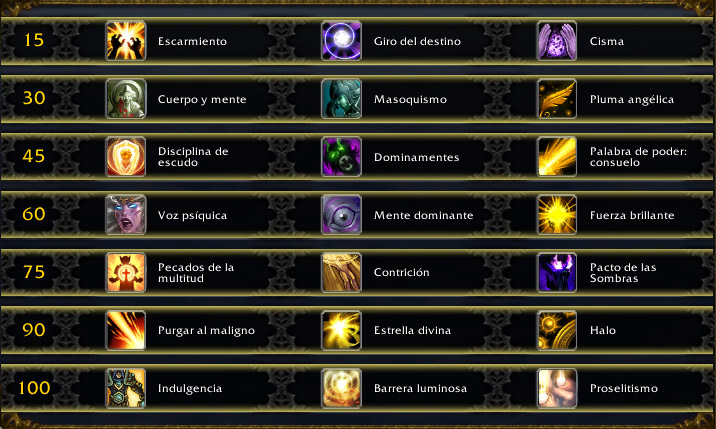 15 Escarmiento Giro del destino Cisma
30 Cuerpo y mente Masoquismo Pluma angélica
45 Disciplina de escudo Dominamentes Palabra de poder: consuelo
60 Voz psíquica Mente dominante Fuerza brillante
75 Pecados de la multitud Contrición Pacto de las Sombras
90 Purgar al maligno Estrella divina Halo
100 Indulgencia Barrera luminosa Proselitismo